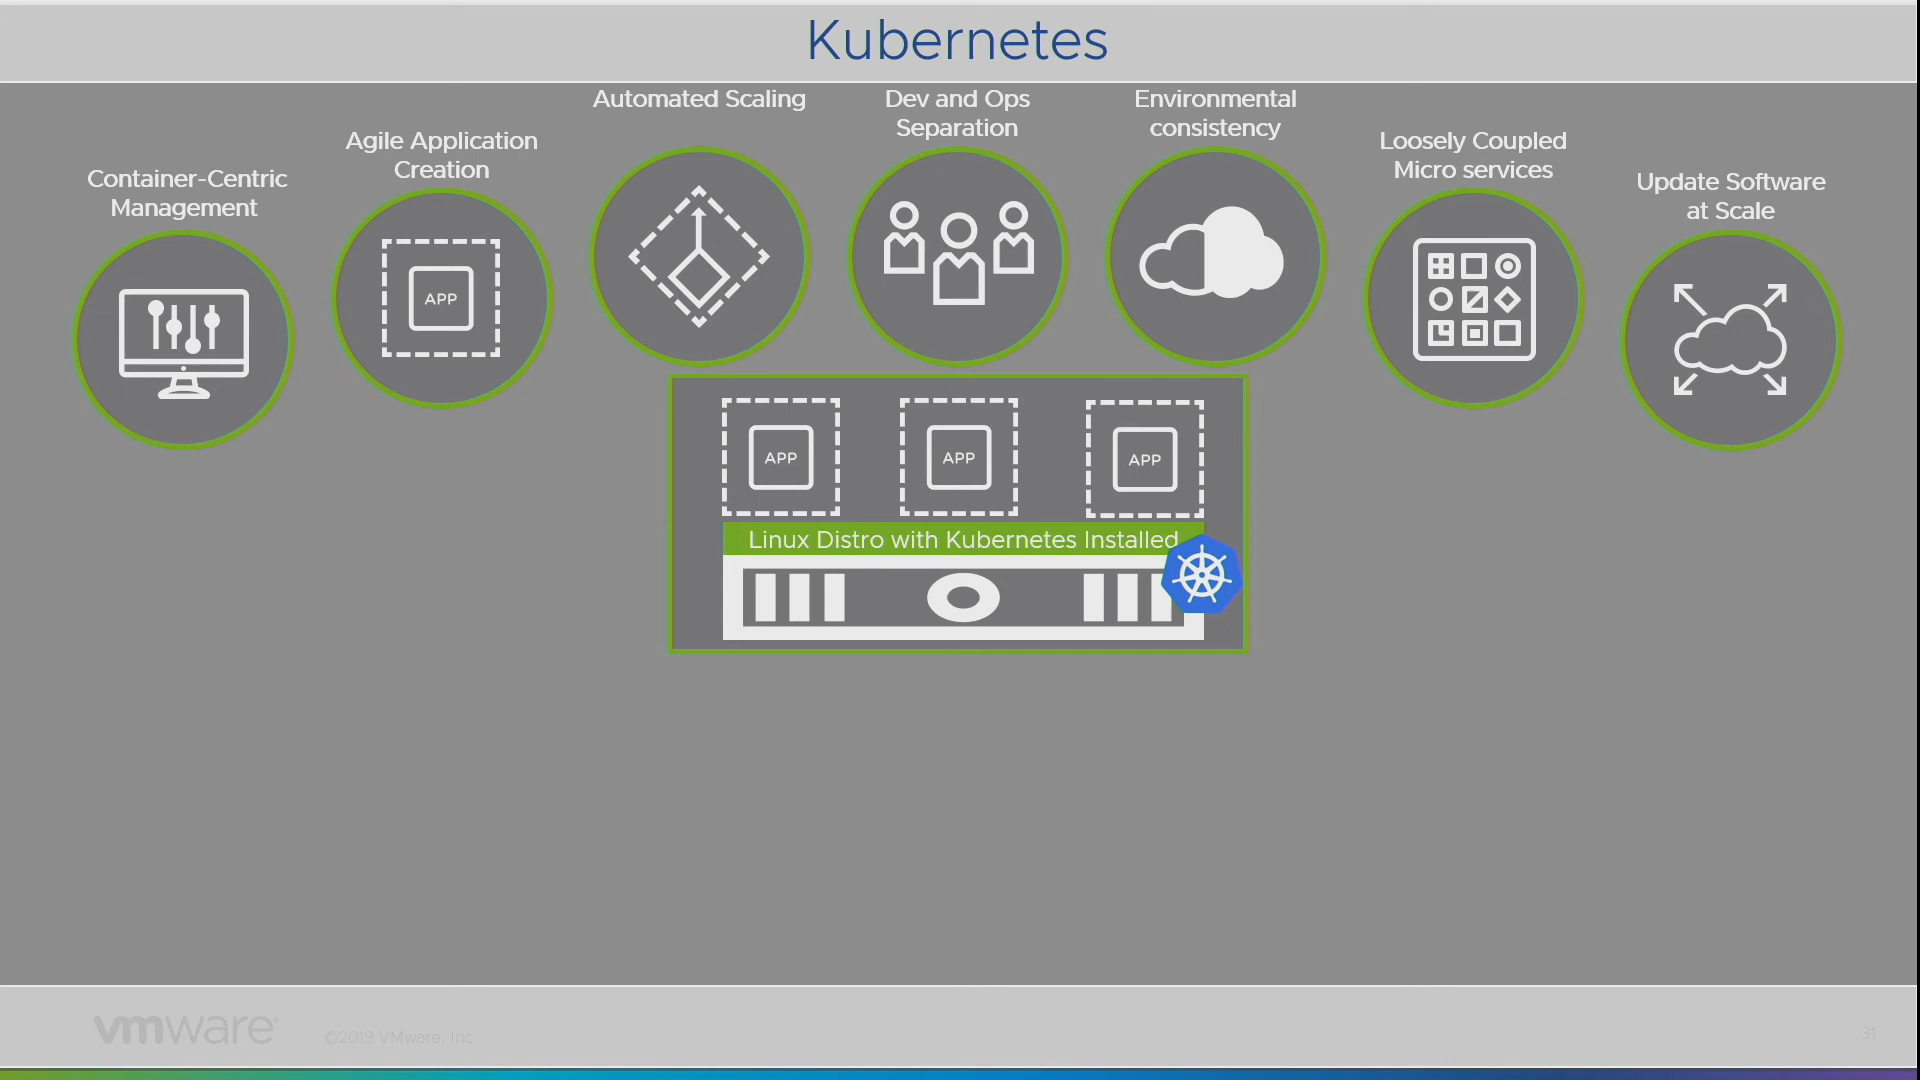 Kubernetes
Container-Centric
Management
Agile Application
Creation
Automated Scaling
Dev and Ops
Separation
Environmental
consistency
Loosely Coupled
Micro services
Update Software
at Scale
APP
APP
APP
APP
Linux Distro with Kubernetes Installed
vmware®
©2019 VMware, Inc
31